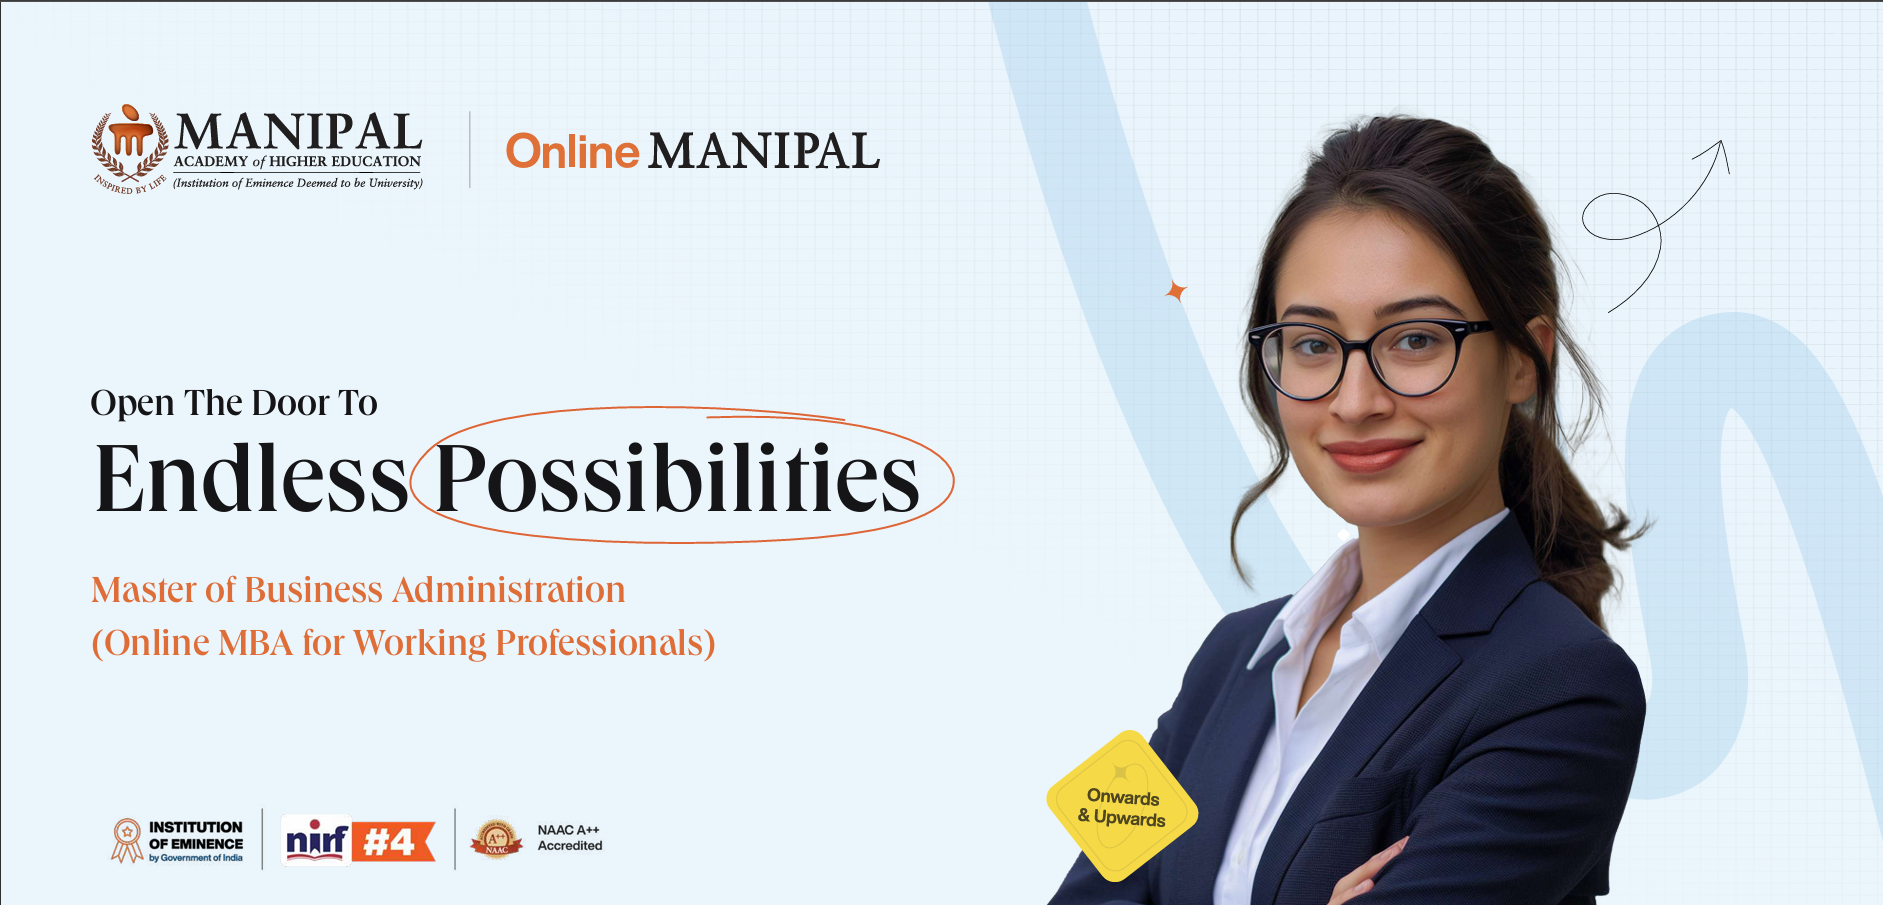 MANIPAL
ACADEMY of HIGHER EDUCATION
(Institution of Eminence Deemed to be University)
INSPIRED BY LIFE
Online MANIPAL
Open The Door To
Endless Possibilities
Master of Business Administration
(Online MBA for Working Professionals)
Onwards
& Upwards
INSTITUTION
OF EMINENCE
by Government of India
nirf #4
A++
NAAC
NAAC A++
Accredited